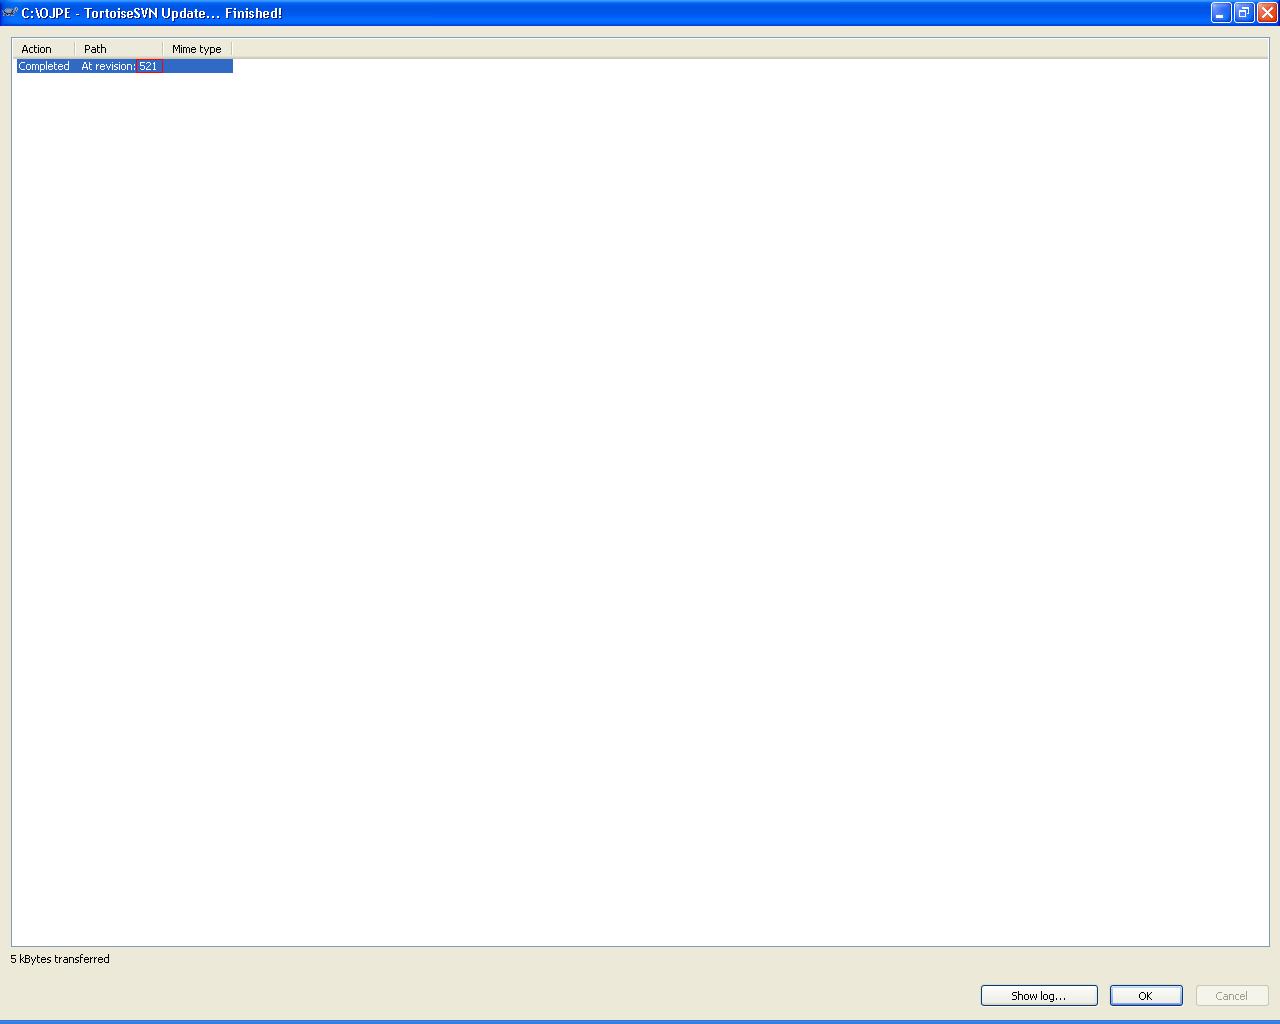 C:\OJPE - TortoiseSVN Update... Finished!
Action Path Mime type
Completed At revision: 521
5 kBytes transferred
Show log... OK Cancel